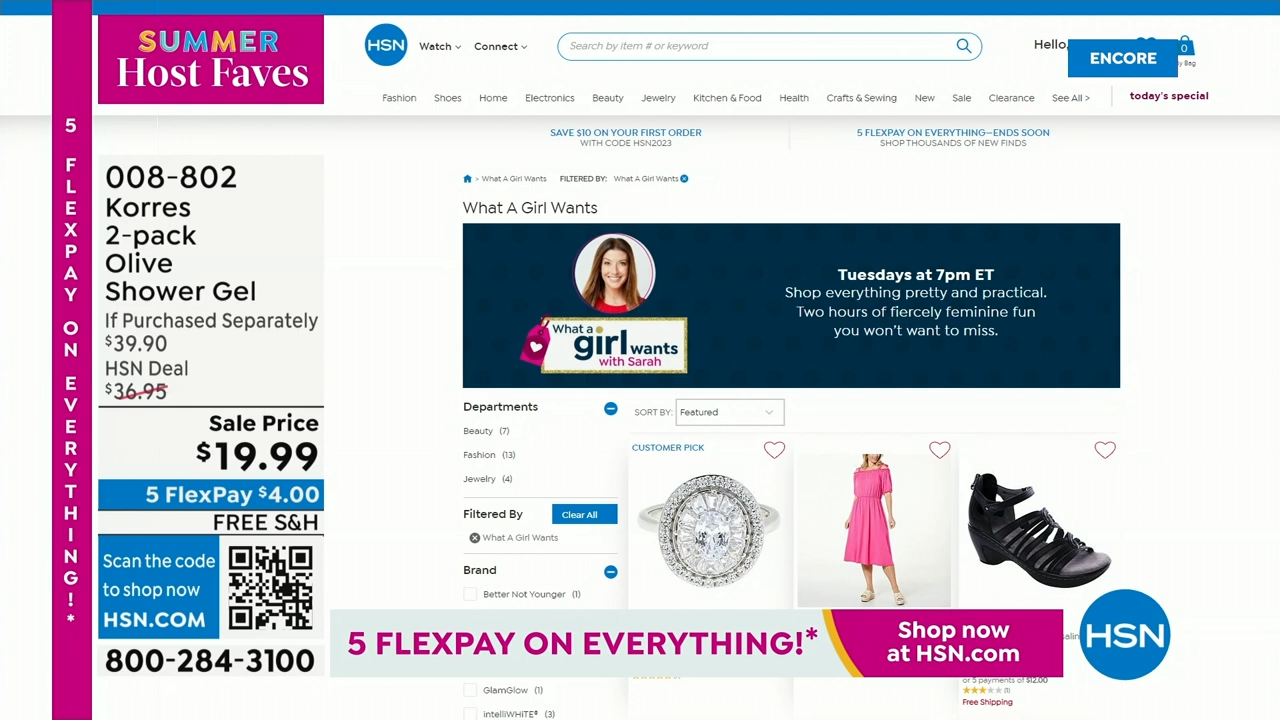 SUMMER
Host Faves
5 FLEXPAY ON EVERYTHING!*
008-802
Korres
2-pack
Olive
Shower Gel
If Purchased Separately
$39.90
HSN Deal
$36.95
Sale Price
$19.99
5 FlexPay $4.00
FREE S&H
Scan the code
to shop now
HSN.COM
800-284-3100
HSN
Watch
Connect
Search by item # or keyword
Hello,
ENCORE
0
y Bag
Fashion Shoes Home Electronics Beauty Jewelry Kitchen & Food Health Crafts & Sewing New Sale Clearance See All > today's special
SAVE $10 ON YOUR FIRST ORDER
WITH CODE HSN2023
5 FLEXPAY ON EVERYTHING—ENDS SOON
SHOP THOUSANDS OF NEW FINDS
> What A Girl Wants FILTERED BY: What A Girl Wants
What A Girl Wants
What a
girl wants
with Sarah
Tuesdays at 7pm ET
Shop everything pretty and practical.
Two hours of fiercely feminine fun
you won't want to miss.
Departments
Beauty (7)
Fashion (13)
Jewelry (4)
Filtered By
Clear All
What A Girl Wants
Brand
Better Not Younger (1)
GlamGlow (1)
intelliWHiTE® (3)
SORT BY: Featured
CUSTOMER PICK
or 5 payments of $12.00
(1)
Free Shipping
5 FLEXPAY ON EVERYTHING!*
Shop now
at HSN.com
HSN